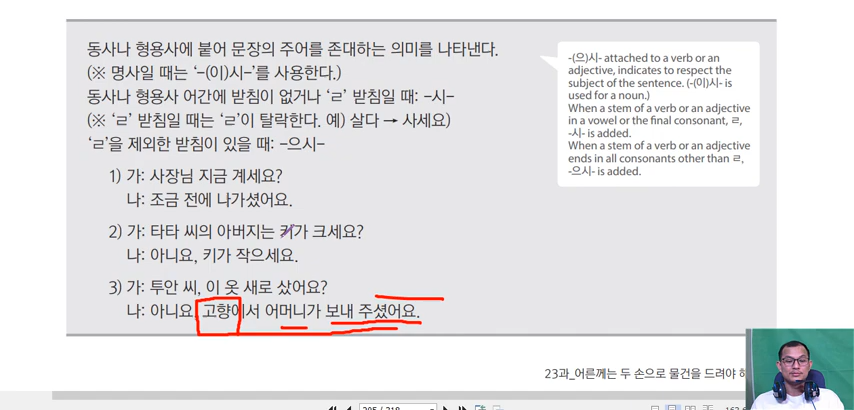 동사나 형용사에 붙어 문장의 주어를 존대하는 의미를 나타낸다.
(※ 명사일 때는 '–(이)시–'를 사용한다.)
동사나 형용사 어간에 받침이 없거나 'ㄹ' 받침일 때: –시–
(※ 'ㄹ' 받침일 때는 'ㄹ'이 탈락한다. 예) 살다 → 사세요)
'ㄹ'을 제외한 받침이 있을 때: –으시–
1) 가: 사장님 지금 계세요?
나: 조금 전에 나가셨어요.
2) 가: 타타 씨의 아버지는 키가 크세요?
나: 아니요, 키가 작으세요.
3) 가: 투안 씨, 이 옷 새로 샀어요?
나: 아니요, 고향에서 어머니가 보내 주셨어요.
-(으)시- attached to a verb or an
adjective, indicates to respect the
subject of the sentence. (-(이)시- is
used for a noun.)
When a stem of a verb or an adjective
in a vowel or the final consonant, ㄹ,
-시- is added.
When a stem of a verb or an adjective
ends in all consonants other than ㄹ,
-으시- is added.
23과_어른께는 두 손으로 물건을 드려야